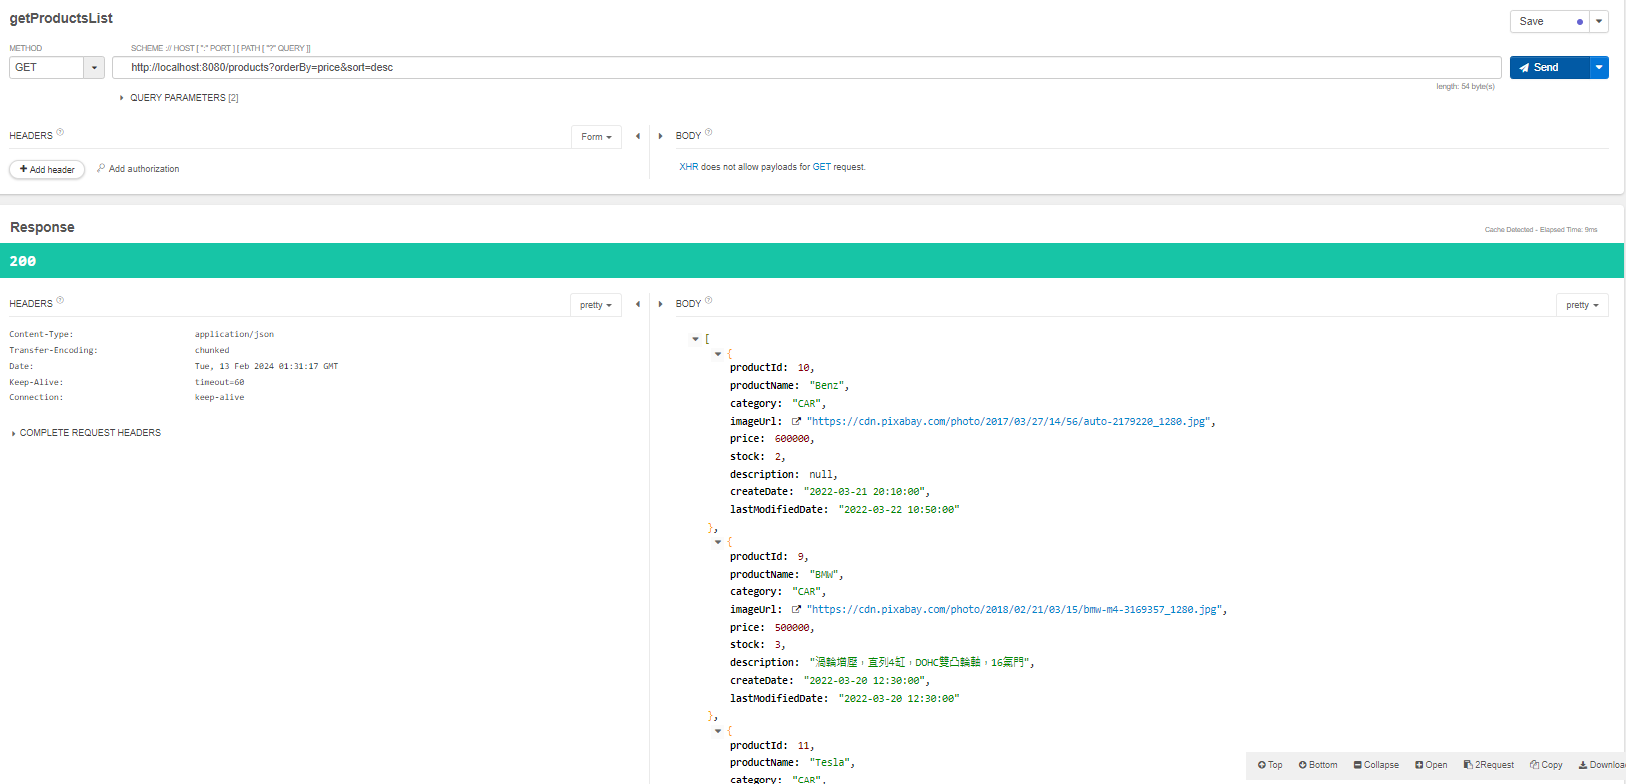 getProductsList
Save
METHOD
SCHEME :// HOST [ ":" PORT ] [ PATH [ "?" QUERY ]]
GET
http://localhost:8080/products?orderBy=price&sort=desc
Send
length: 54 byte(s)
QUERY PARAMETERS [2]
HEADERS
Form
BODY
Add header
Add authorization
XHR does not allow payloads for GET request.
Response
Cache Detected - Elapsed Time: 9ms
200
HEADERS
pretty
BODY
pretty
Content-Type: application/json
Transfer-Encoding: chunked
Date: Tue, 13 Feb 2024 01:31:17 GMT
Keep-Alive: timeout=60
Connection: keep-alive
COMPLETE REQUEST HEADERS
[
{
productId: 10,
productName: "Benz",
category: "CAR",
imageUrl: "https://cdn.pixabay.com/photo/2017/03/27/14/56/auto-2179220_1280.jpg",
price: 600000,
stock: 2,
description: null,
createDate: "2022-03-21 20:10:00",
lastModifiedDate: "2022-03-22 10:50:00"
},
{
productId: 9,
productName: "BMW",
category: "CAR",
imageUrl: "https://cdn.pixabay.com/photo/2018/02/21/03/15/bmw-m4-3169357_1280.jpg",
price: 500000,
stock: 3,
description: "渦輪增壓，直列4缸，DOHC雙凸輪軸，16氣門",
createDate: "2022-03-20 12:30:00",
lastModifiedDate: "2022-03-20 12:30:00"
},
{
productId: 11,
productName: "Tesla",
category: "CAR",
Top Bottom Collapse Open 2Request Copy Downloa